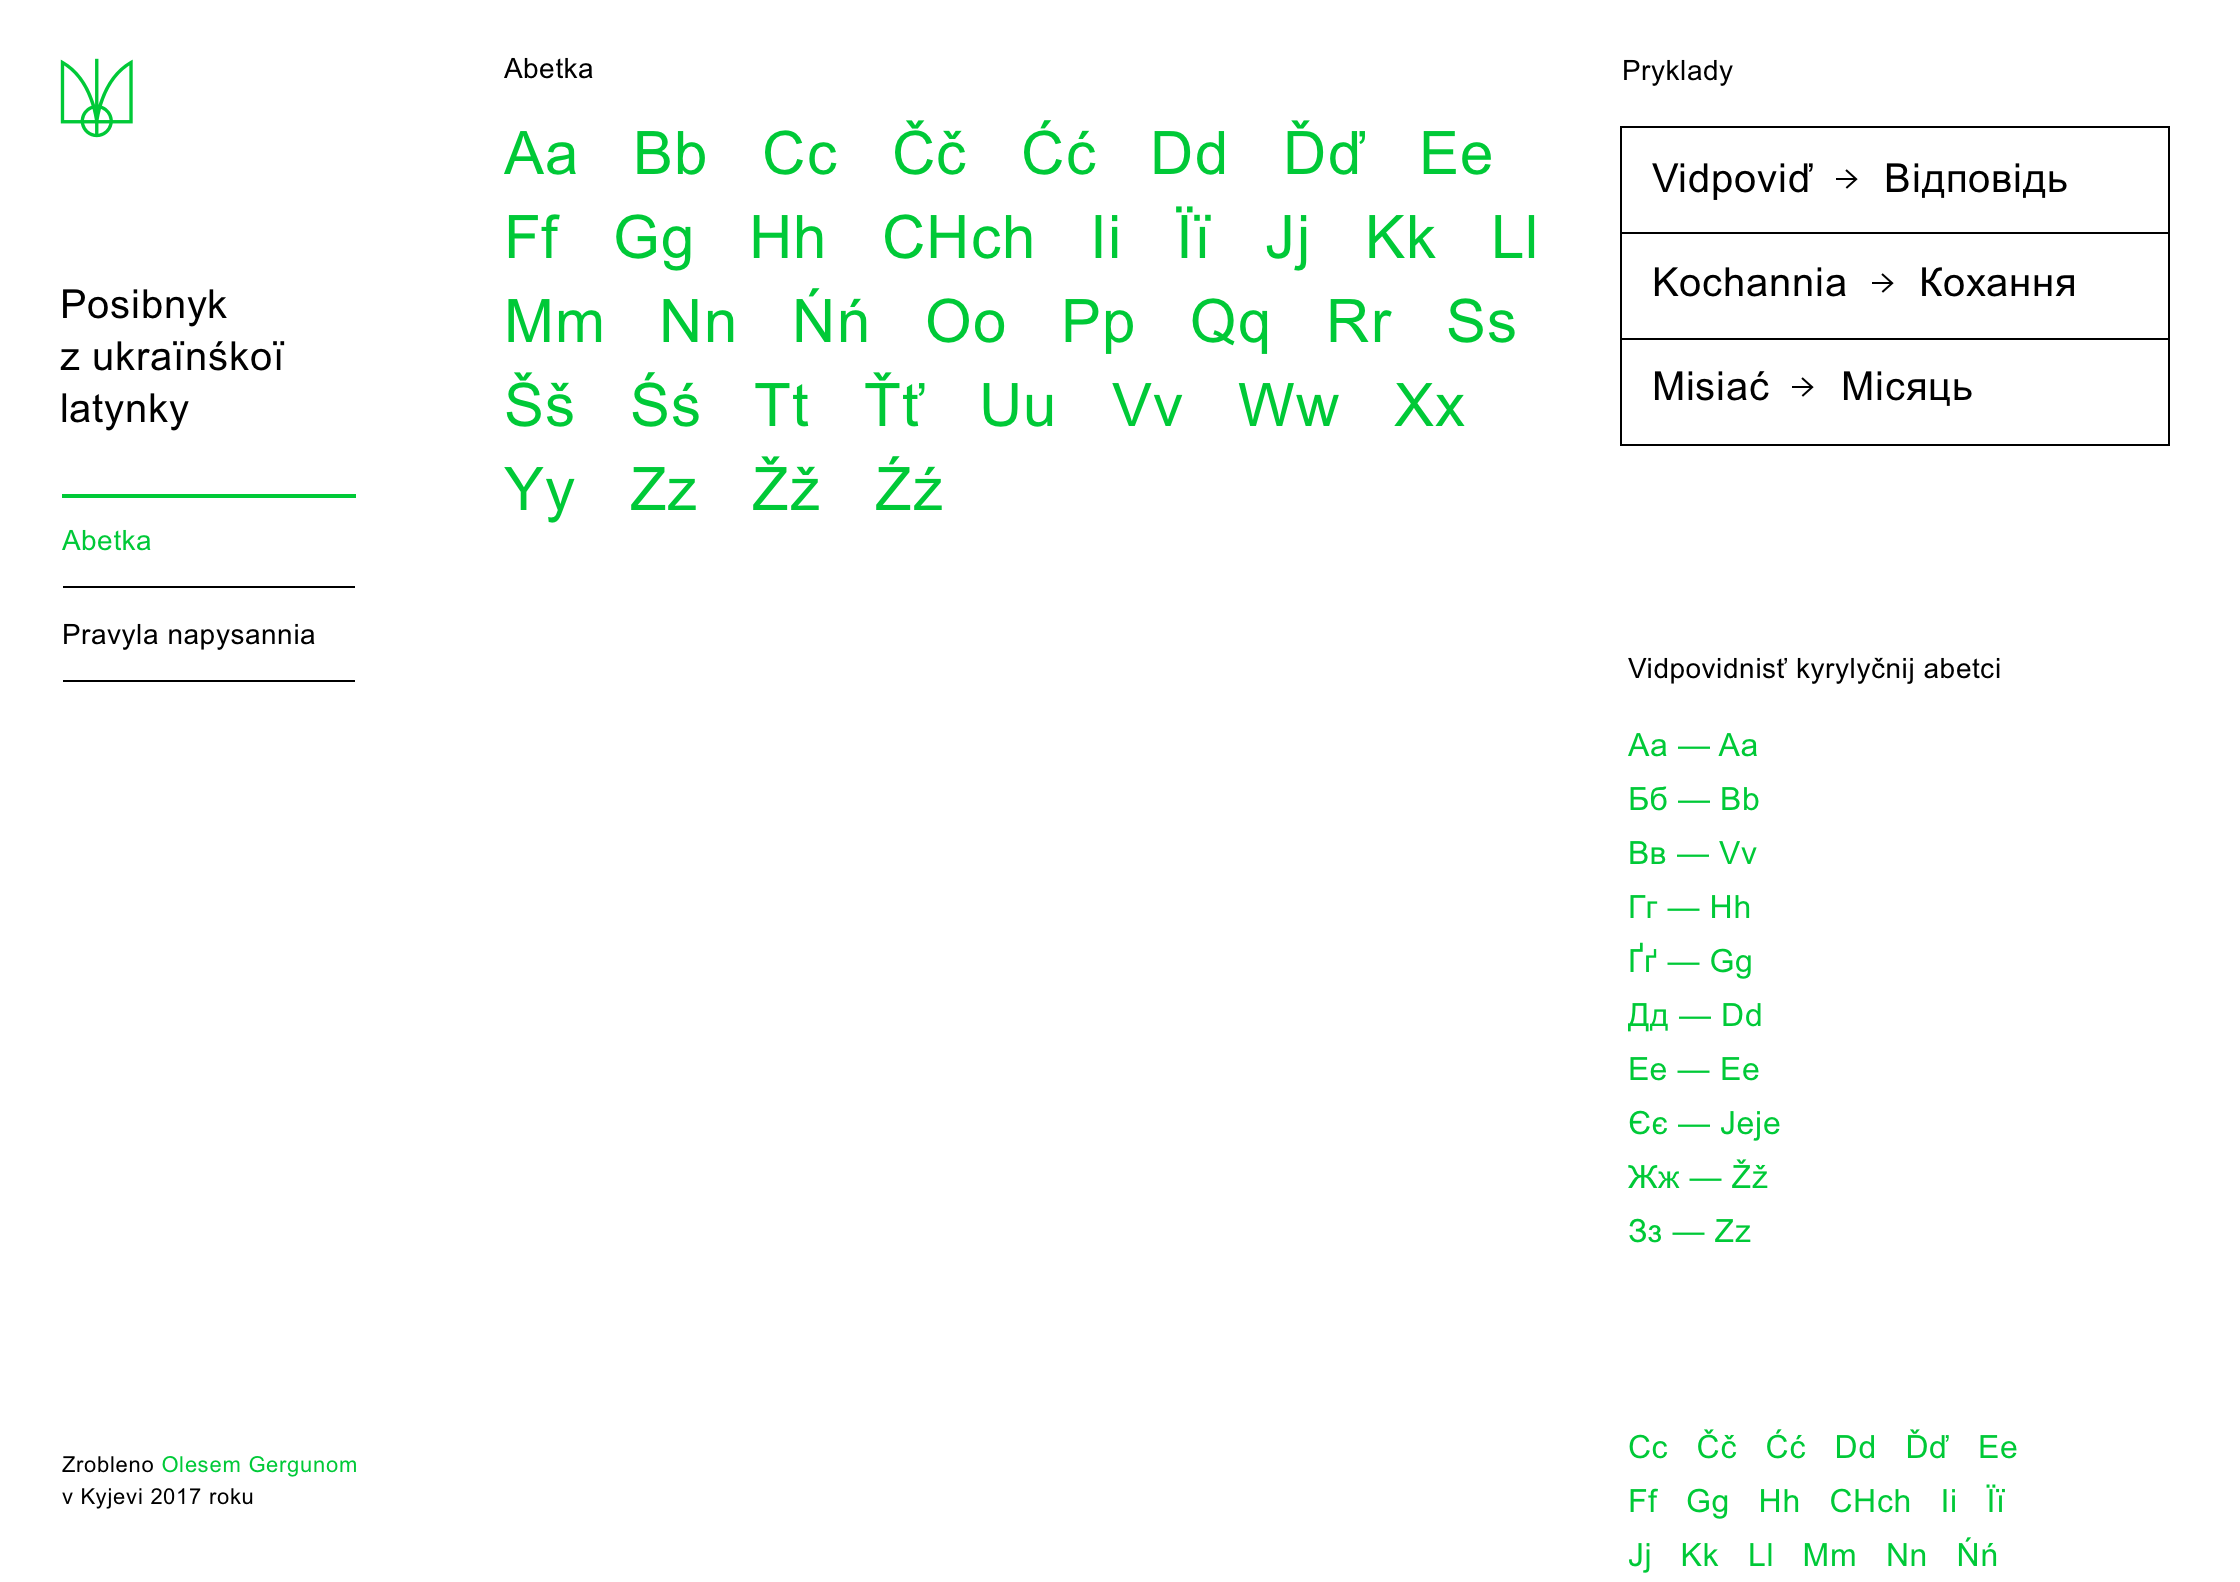 Posibnyk
z ukraïnśkoï
latynky
Abetka
Pravyla napysannia
Zrobleno Olesem Gergunom
v Kyjevi 2017 roku
Abetka
Aa Bb Cc Čč Ćć Dd Ďď Ee
Ff Gg Hh CHch Ii Ïï Jj Kk Ll
Mm Nn Ńń Oo Pp Qq Rr Ss
Šš Śś Tt Ťť Uu Vv Ww Xx
Yy Zz Žž Źź
Pryklady
Vidpoviď → Відповідь
Kochannia → Кохання
Misiać → Місяць
Vidpovidnisť kyrylyčnij abetci
Аа — Aa
Бб — Bb
Вв — Vv
Гг — Hh
Ґґ — Gg
Дд — Dd
Ее — Ee
Єє — Jeje
Жж — Žž
Зз — Zz
Cc Čč Ćć Dd Ďď Ee
Ff Gg Hh CHch Ii Ïï
Jj Kk Ll Mm Nn Ńń